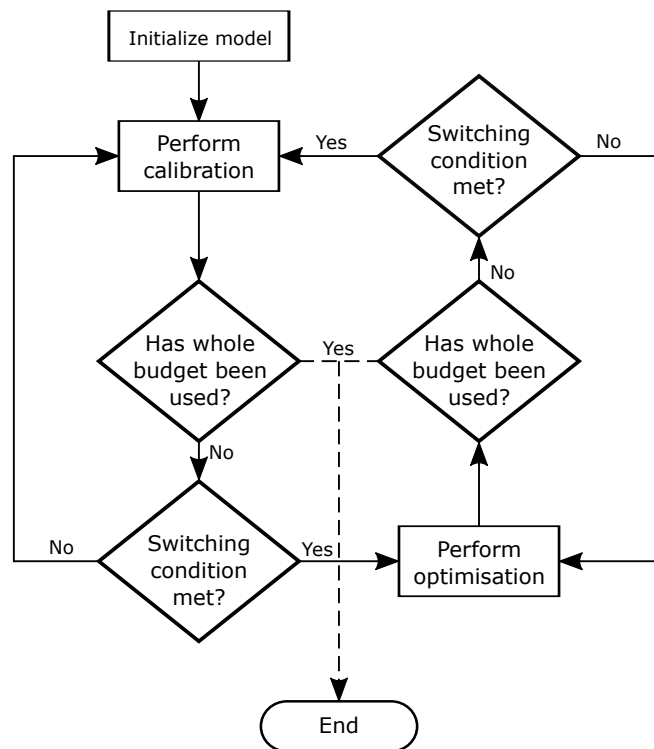 Initialize model
Perform
calibration
Yes
Switching
condition
met?
No
No
Has whole
budget been
used?
Yes
Has whole
budget been
used?
No
No
Switching
condition
met?
Yes
Perform
optimisation
End